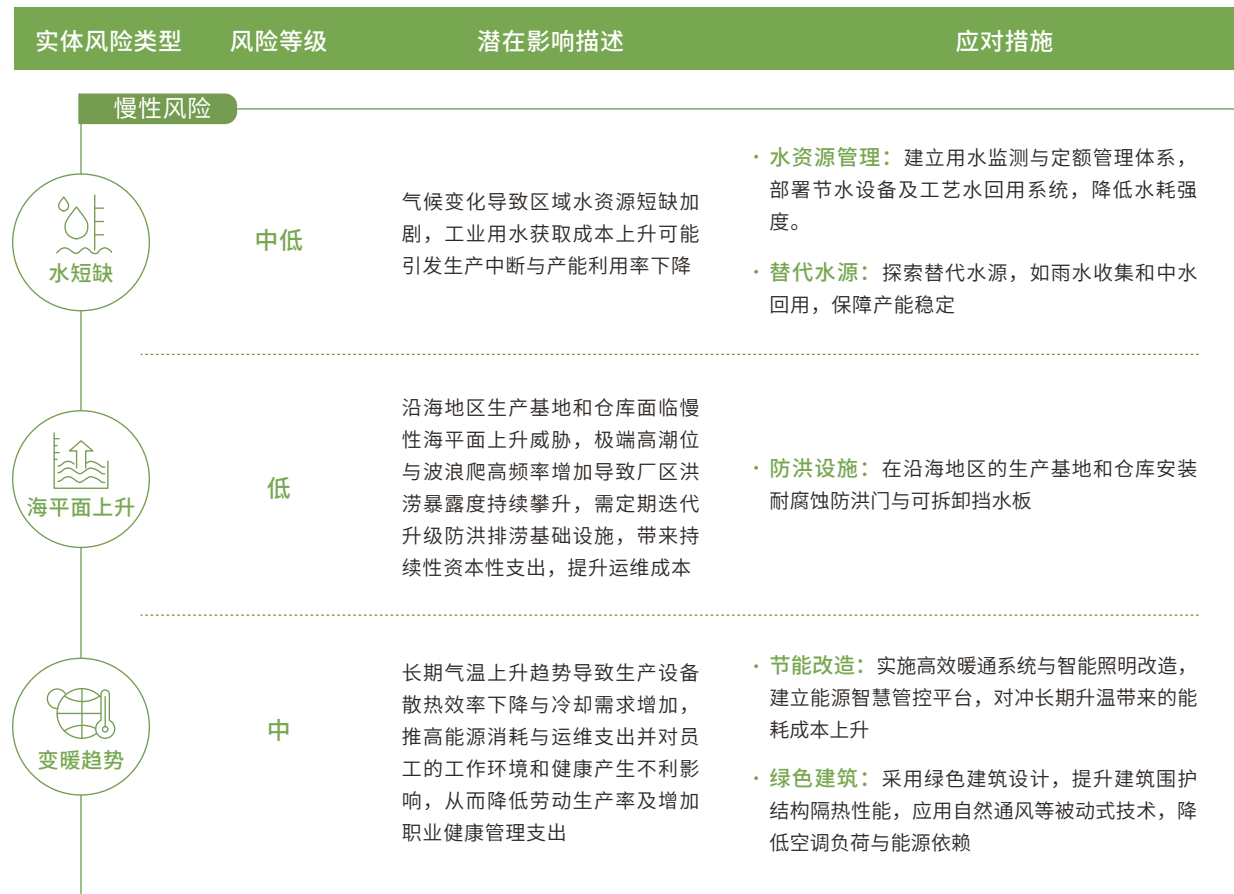 实体风险类型 风险等级 潜在影响描述 应对措施
慢性风险
水短缺
中低
气候变化导致区域水资源短缺加
剧，工业用水获取成本上升可能
引发生产中断与产能利用率下降
· 水资源管理：建立用水监测与定额管理体系，
部署节水设备及工艺水回用系统，降低水耗强
度。
· 替代水源：探索替代水源，如雨水收集和中水
回用，保障产能稳定
海平面上升
低
沿海地区生产基地和仓库面临慢
性海平面上升威胁，极端高潮位
与波浪爬高频率增加导致厂区洪
涝暴露度持续攀升，需定期迭代
升级防洪排涝基础设施，带来持
续性资本性支出，提升运维成本
· 防洪设施：在沿海地区的生产基地和仓库安装
耐腐蚀防洪门与可拆卸挡水板
变暖趋势
中
长期气温上升趋势导致生产设备
散热效率下降与冷却需求增加，
推高能源消耗与运维支出并对员
工的工作环境和健康产生不利影
响，从而降低劳动生产率及增加
职业健康管理支出
· 节能改造：实施高效暖通系统与智能照明改造，
建立能源智慧管控平台，对冲长期升温带来的能
耗成本上升
· 绿色建筑：采用绿色建筑设计，提升建筑围护
结构隔热性能，应用自然通风等被动式技术，降
低空调负荷与能源依赖